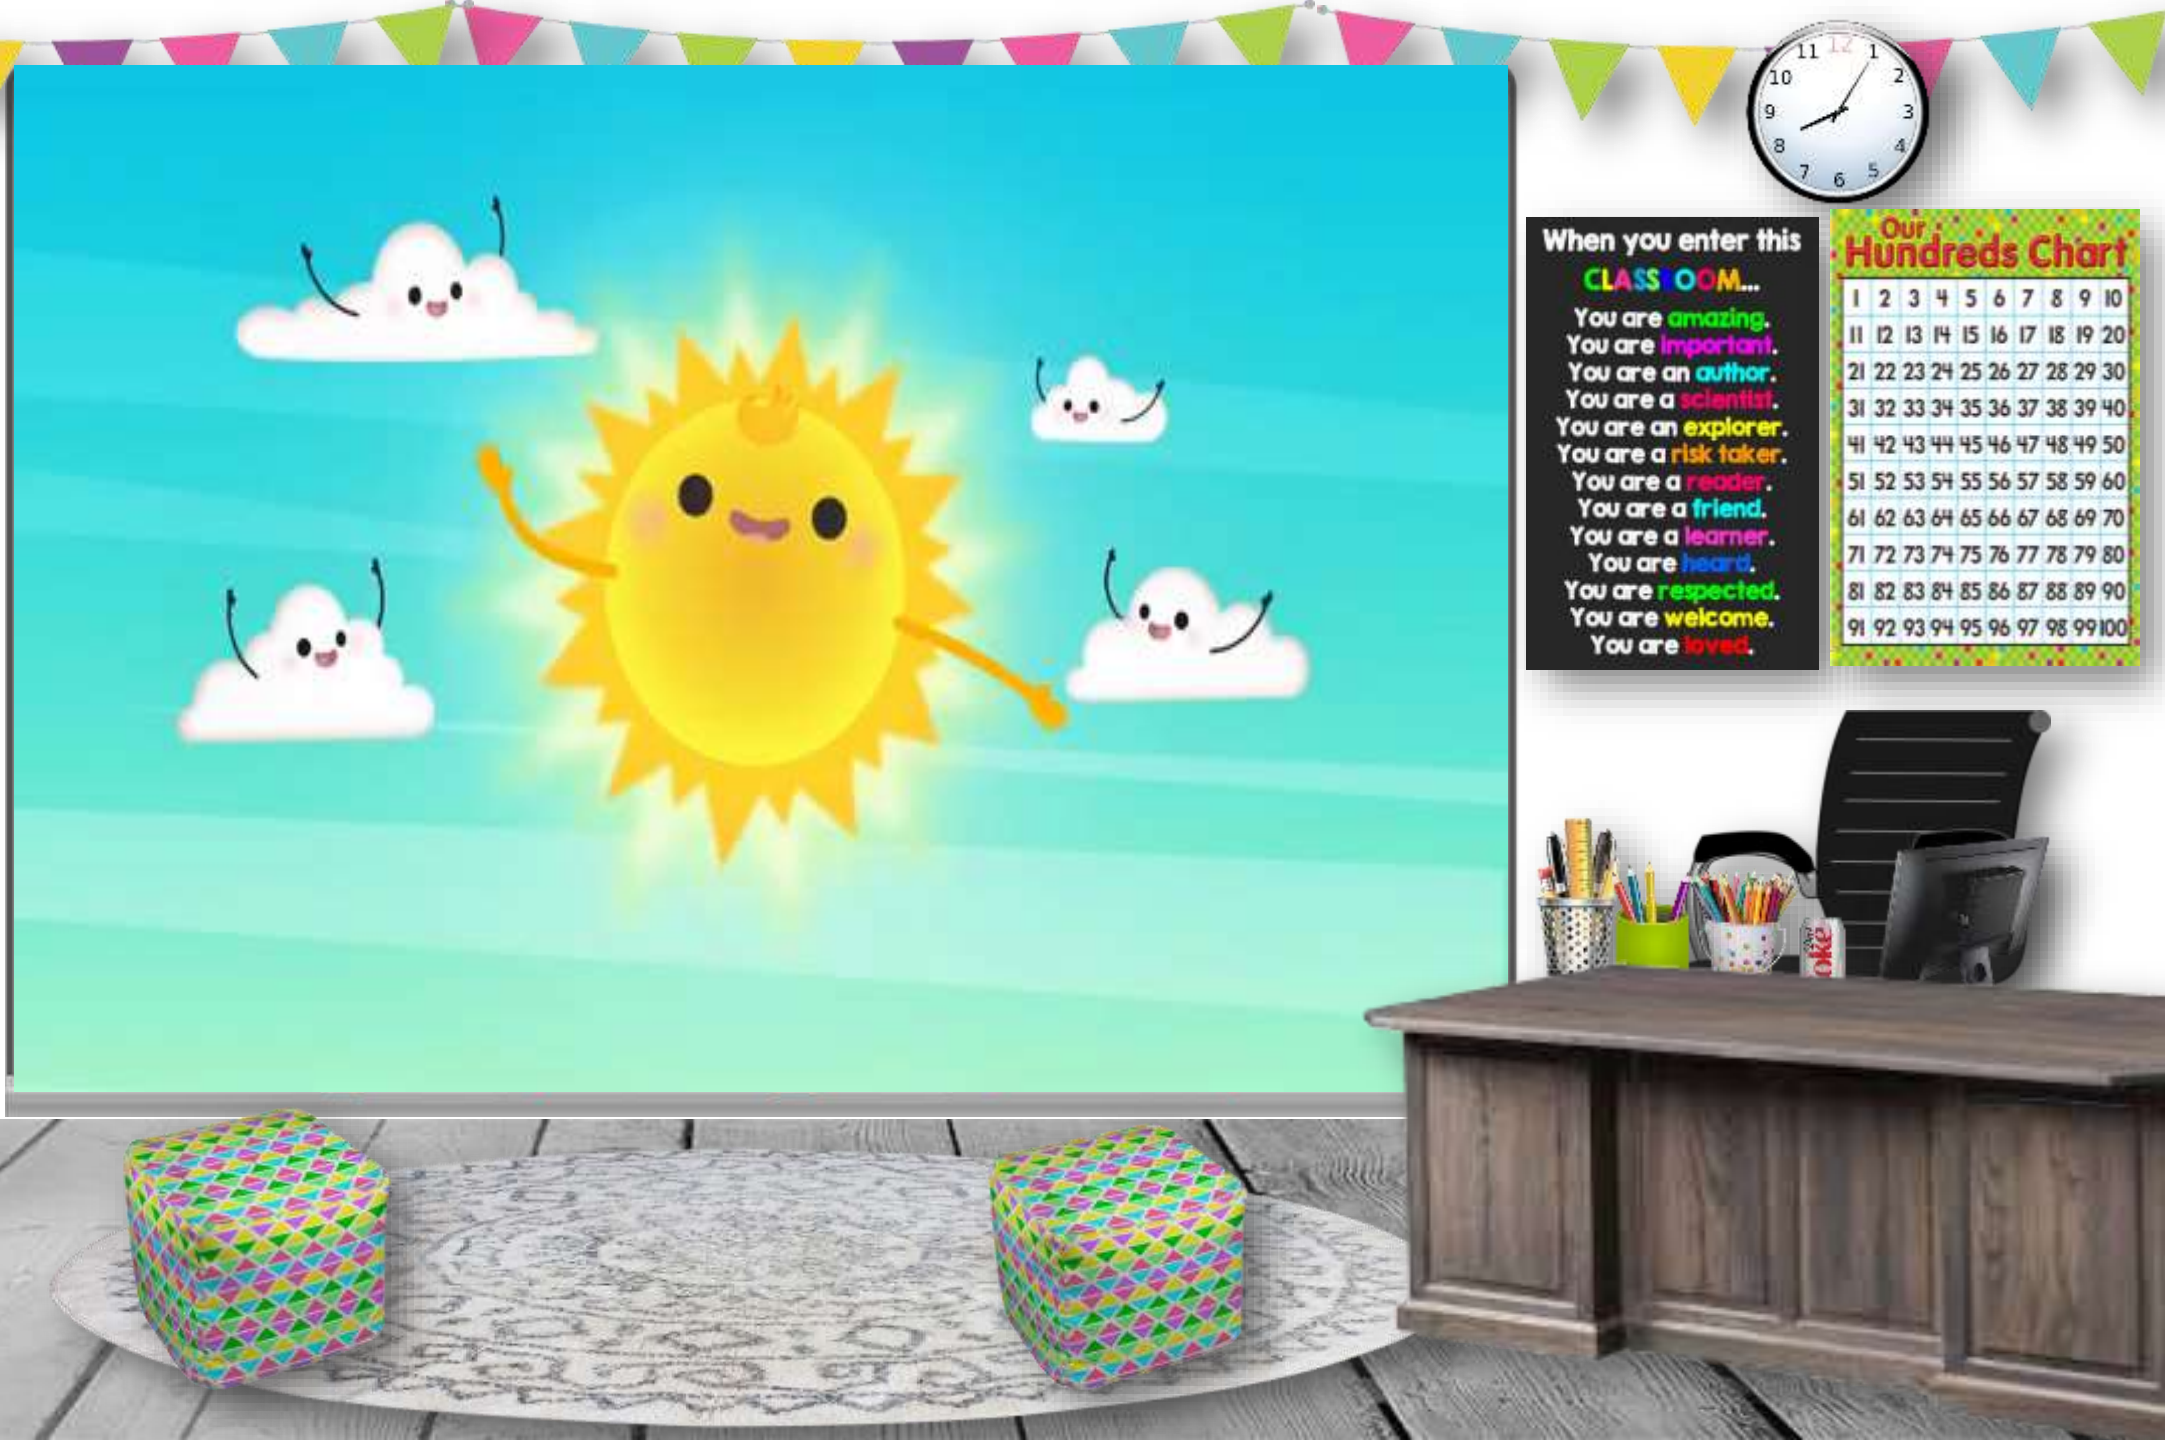 11 12 1
10 2
9 3
8 4
7 6 5
When you enter this
CLASSROOM...
You are amazing.
You are important.
You are an author.
You are a scientist.
You are an explorer.
You are a risk taker.
You are a reader.
You are a friend.
You are a learner.
You are heard.
You are respected.
You are welcome.
You are loved.
Our
Hundreds Chart
1 2 3 4 5 6 7 8 9 10
11 12 13 14 15 16 17 18 19 20
21 22 23 24 25 26 27 28 29 30
31 32 33 34 35 36 37 38 39 40
41 42 43 44 45 46 47 48 49 50
51 52 53 54 55 56 57 58 59 60
61 62 63 64 65 66 67 68 69 70
71 72 73 74 75 76 77 78 79 80
81 82 83 84 85 86 87 88 89 90
91 92 93 94 95 96 97 98 99 100
oke